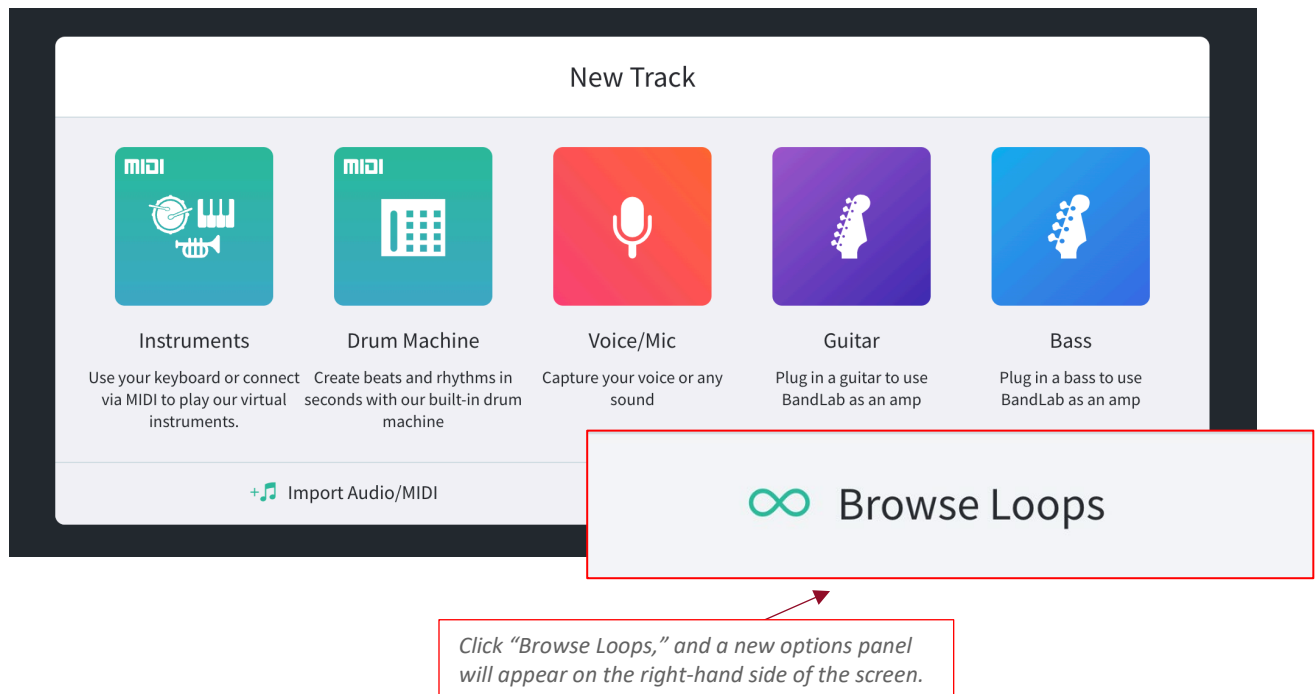 New Track
MIDI
MIDI
Instruments
Use your keyboard or connect
via MIDI to play our virtual
instruments.
Drum Machine
Create beats and rhythms in
seconds with our built-in drum
machine
Voice/Mic
Capture your voice or any
sound
Guitar
Plug in a guitar to use
BandLab as an amp
Bass
Plug in a bass to use
BandLab as an amp
Import Audio/MIDI
Browse Loops
Click “Browse Loops,” and a new options panel
will appear on the right-hand side of the screen.